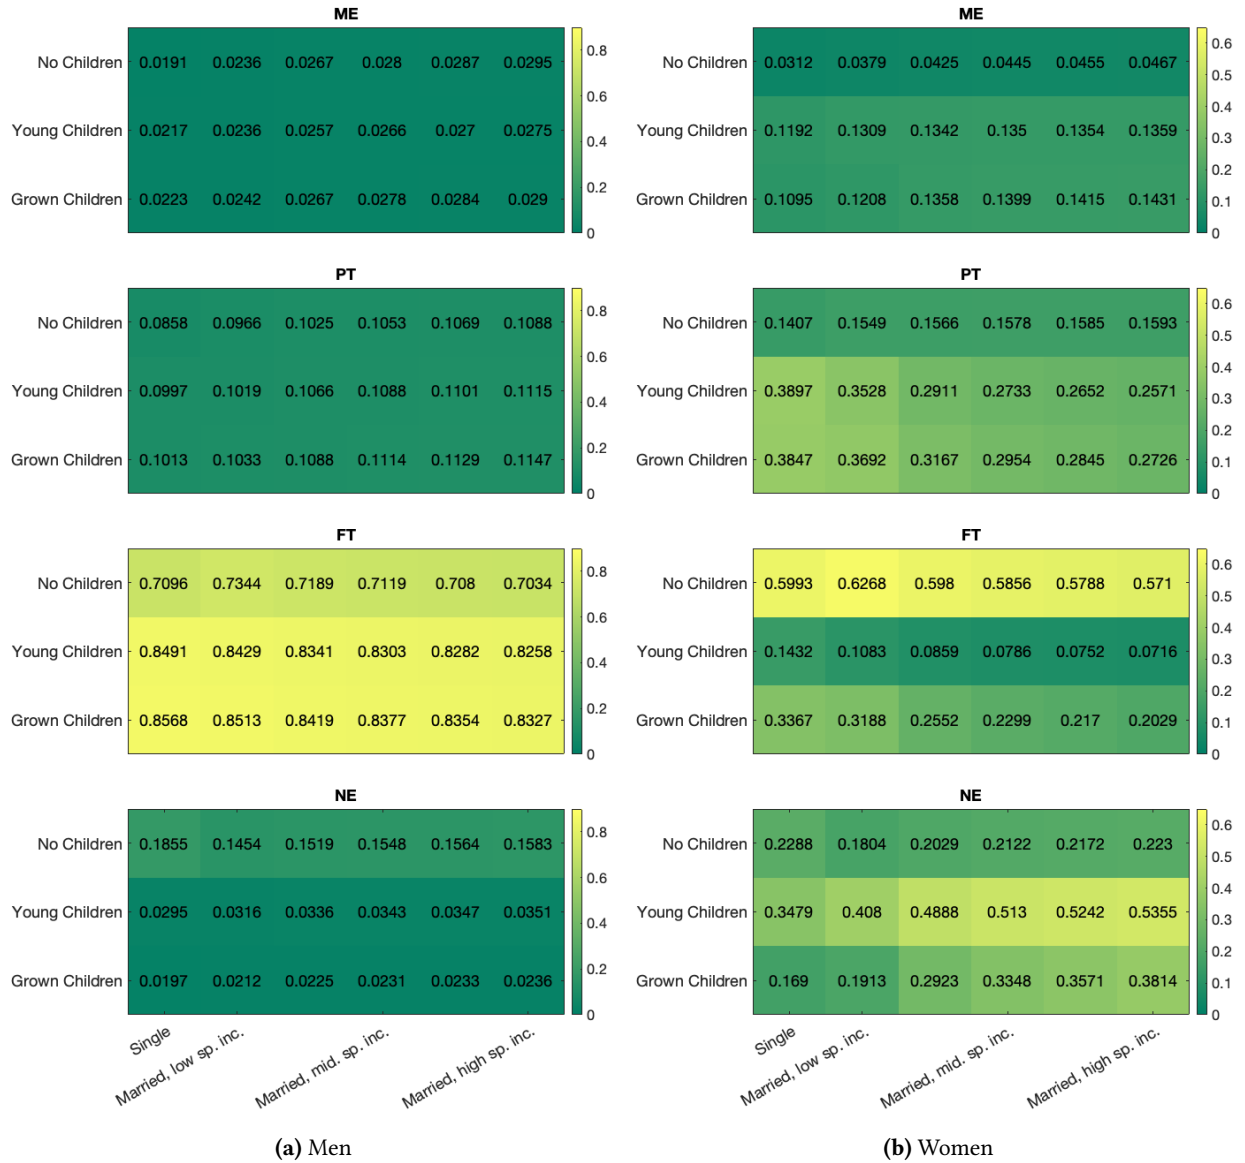 ME
No Children 0.0191 0.0236 0.0267 0.028 0.0287 0.0295
Young Children 0.0217 0.0236 0.0257 0.0266 0.027 0.0275
Grown Children 0.0223 0.0242 0.0267 0.0278 0.0284 0.029
0.8
0.6
0.4
0.2
0
PT
No Children 0.0858 0.0966 0.1025 0.1053 0.1069 0.1088
Young Children 0.0997 0.1019 0.1066 0.1088 0.1101 0.1115
Grown Children 0.1013 0.1033 0.1088 0.1114 0.1129 0.1147
0.8
0.6
0.4
0.2
0
FT
No Children 0.7096 0.7344 0.7189 0.7119 0.708 0.7034
Young Children 0.8491 0.8429 0.8341 0.8303 0.8282 0.8258
Grown Children 0.8568 0.8513 0.8419 0.8377 0.8354 0.8327
0.8
0.6
0.4
0.2
0
NE
No Children 0.1855 0.1454 0.1519 0.1548 0.1564 0.1583
Young Children 0.0295 0.0316 0.0336 0.0343 0.0347 0.0351
Grown Children 0.0197 0.0212 0.0225 0.0231 0.0233 0.0236
0.8
0.6
0.4
0.2
0
Single
Married, low sp. inc.
Married, mid. sp. inc.
Married, high sp. inc.
(a) Men
ME
No Children 0.0312 0.0379 0.0425 0.0445 0.0455 0.0467
Young Children 0.1192 0.1309 0.1342 0.135 0.1354 0.1359
Grown Children 0.1095 0.1208 0.1358 0.1399 0.1415 0.1431
0.6
0.5
0.4
0.3
0.2
0.1
0
PT
No Children 0.1407 0.1549 0.1566 0.1578 0.1585 0.1593
Young Children 0.3897 0.3528 0.2911 0.2733 0.2652 0.2571
Grown Children 0.3847 0.3692 0.3167 0.2954 0.2845 0.2726
0.6
0.5
0.4
0.3
0.2
0.1
0
FT
No Children 0.5993 0.6268 0.598 0.5856 0.5788 0.571
Young Children 0.1432 0.1083 0.0859 0.0786 0.0752 0.0716
Grown Children 0.3367 0.3188 0.2552 0.2299 0.217 0.2029
0.6
0.5
0.4
0.3
0.2
0.1
0
NE
No Children 0.2288 0.1804 0.2029 0.2122 0.2172 0.223
Young Children 0.3479 0.408 0.4888 0.513 0.5242 0.5355
Grown Children 0.169 0.1913 0.2923 0.3348 0.3571 0.3814
0.6
0.5
0.4
0.3
0.2
0.1
0
Single
Married, low sp. inc.
Married, mid. sp. inc.
Married, high sp. inc.
(b) Women